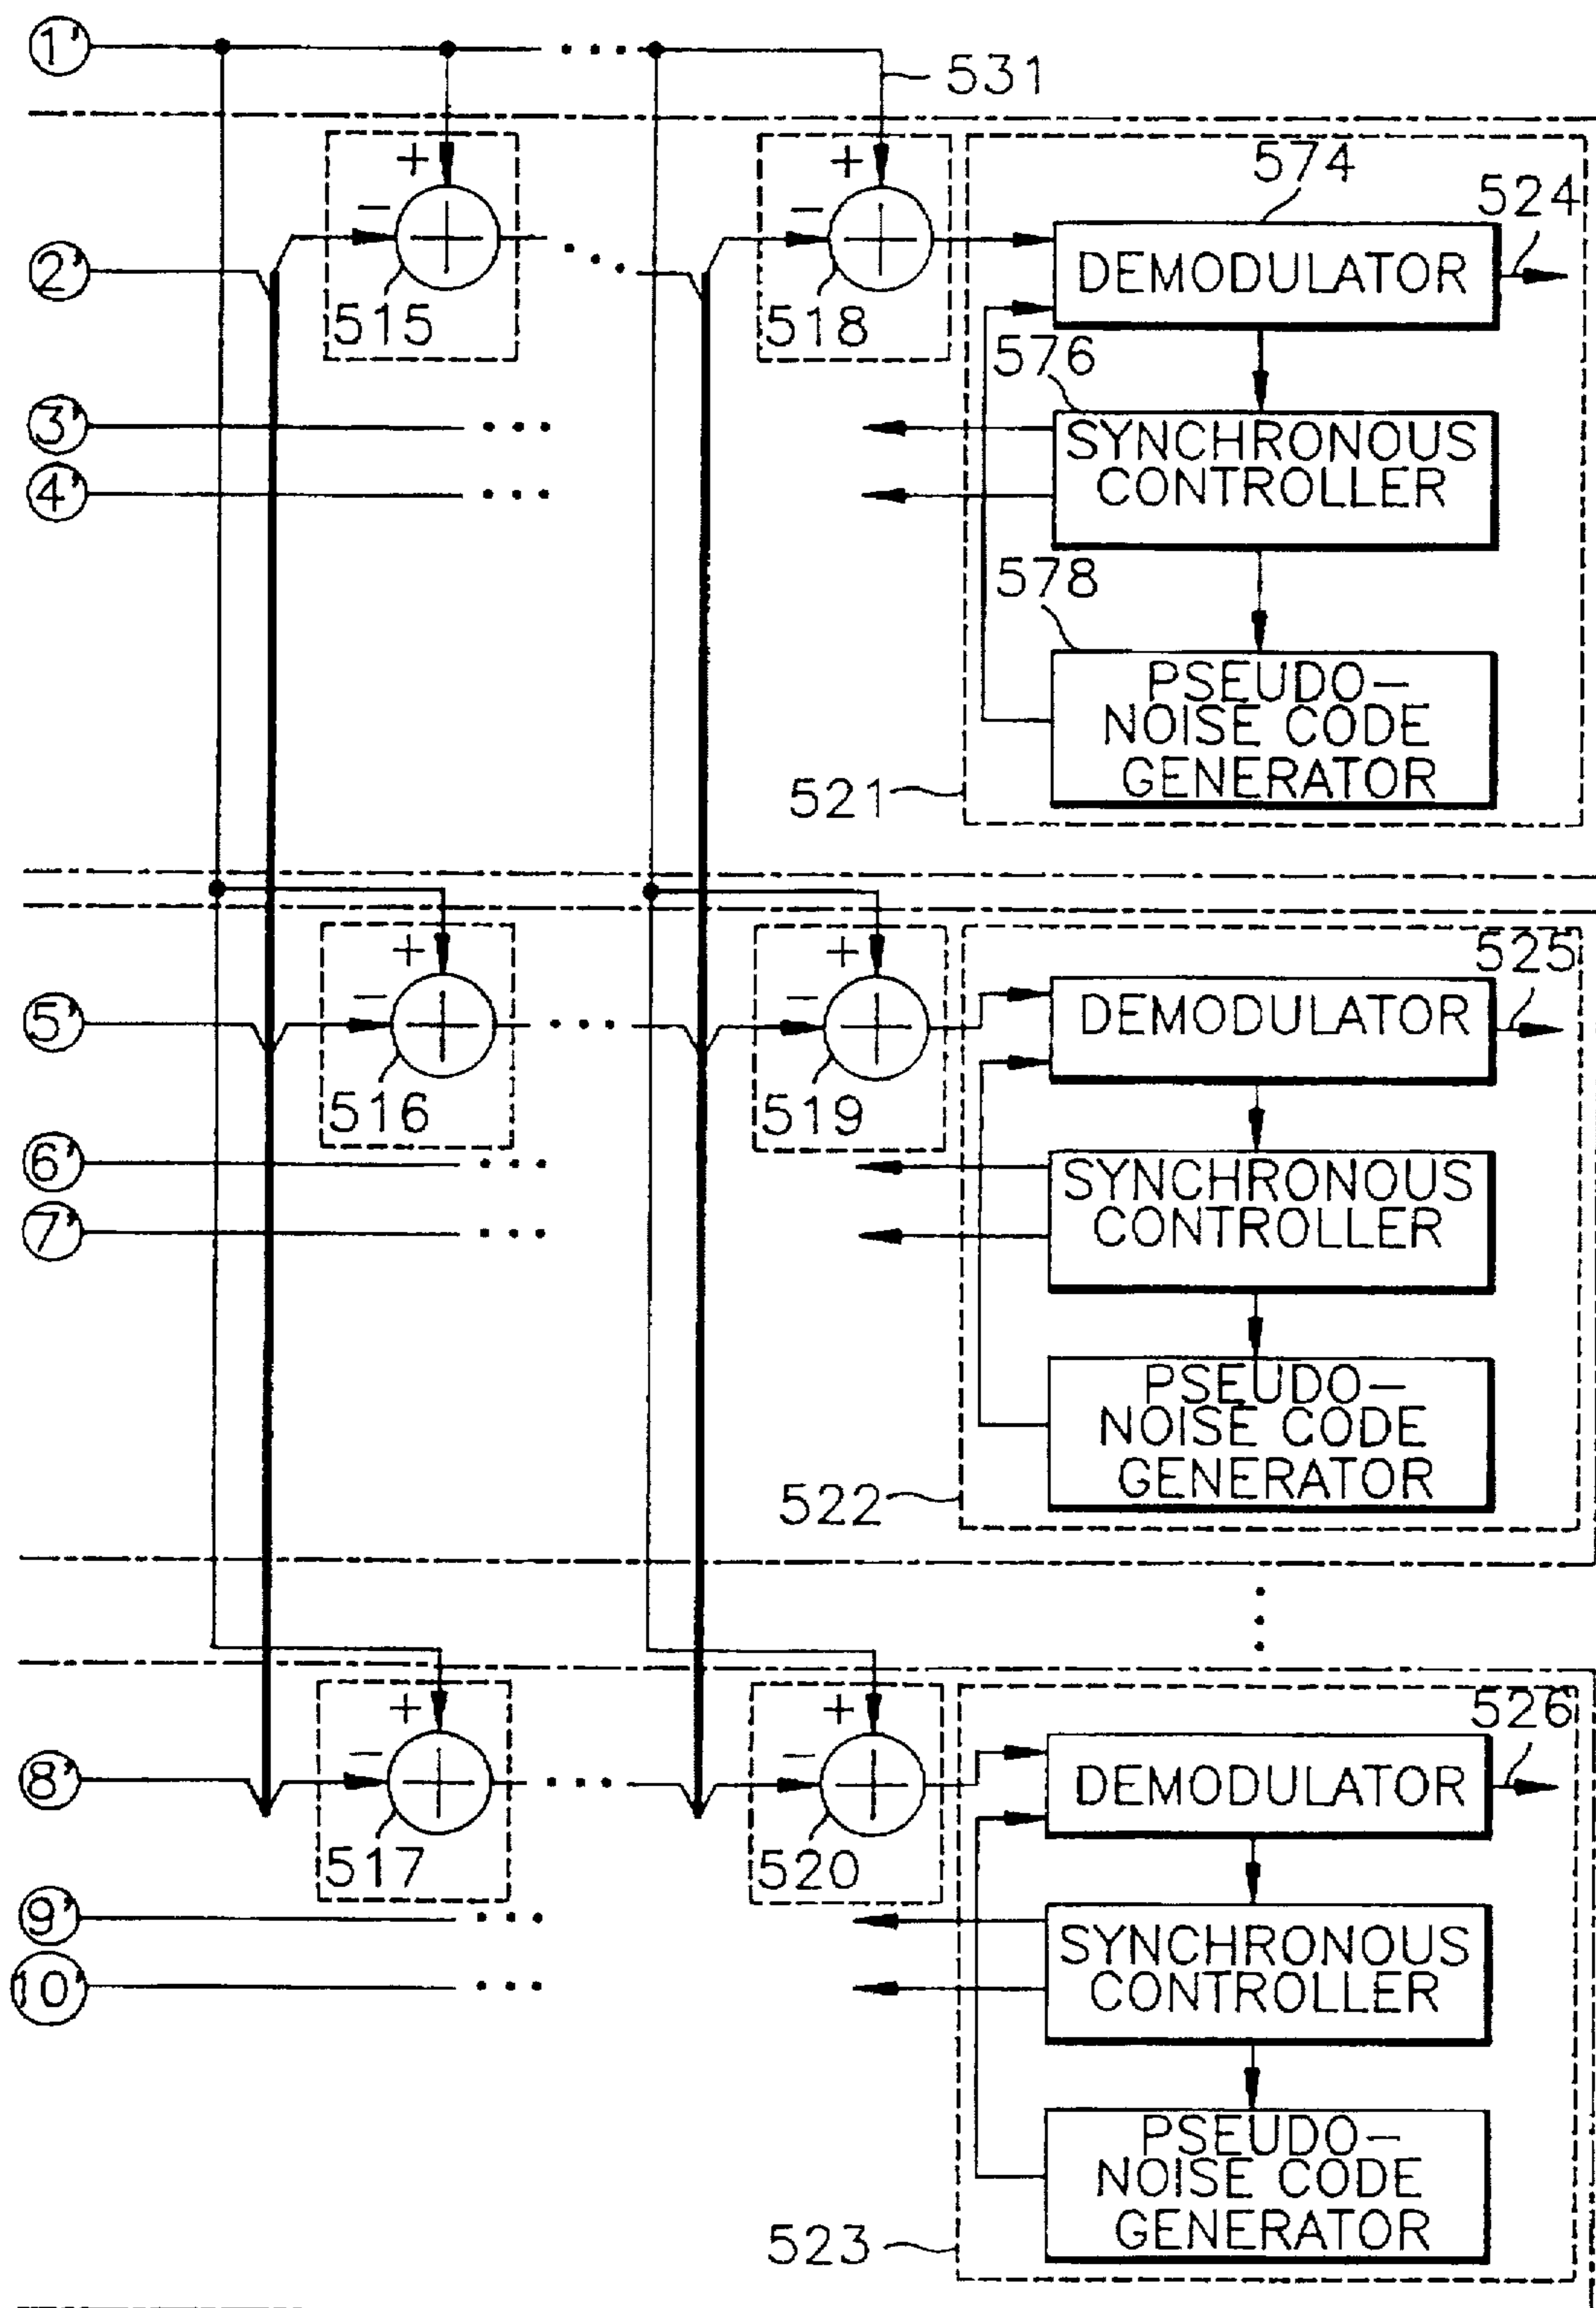 1'
531
574
524
+
−
515
+
−
518
DEMODULATOR
2'
576
3'
SYNCHRONOUS
CONTROLLER
4'
578
PSEUDO−
NOISE CODE
GENERATOR
521
525
+
−
516
+
−
519
DEMODULATOR
5'
6'
SYNCHRONOUS
CONTROLLER
7'
PSEUDO−
NOISE CODE
GENERATOR
522
526
+
−
517
+
−
520
DEMODULATOR
8'
9'
SYNCHRONOUS
CONTROLLER
10'
PSEUDO−
NOISE CODE
GENERATOR
523